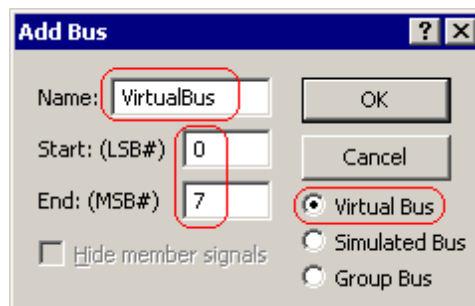 Add Bus
Name: VirtualBus
OK
Start: (LSB#) 0
Cancel
End: (MSB#) 7
Virtual Bus
Hide member signals
Simulated Bus
Group Bus